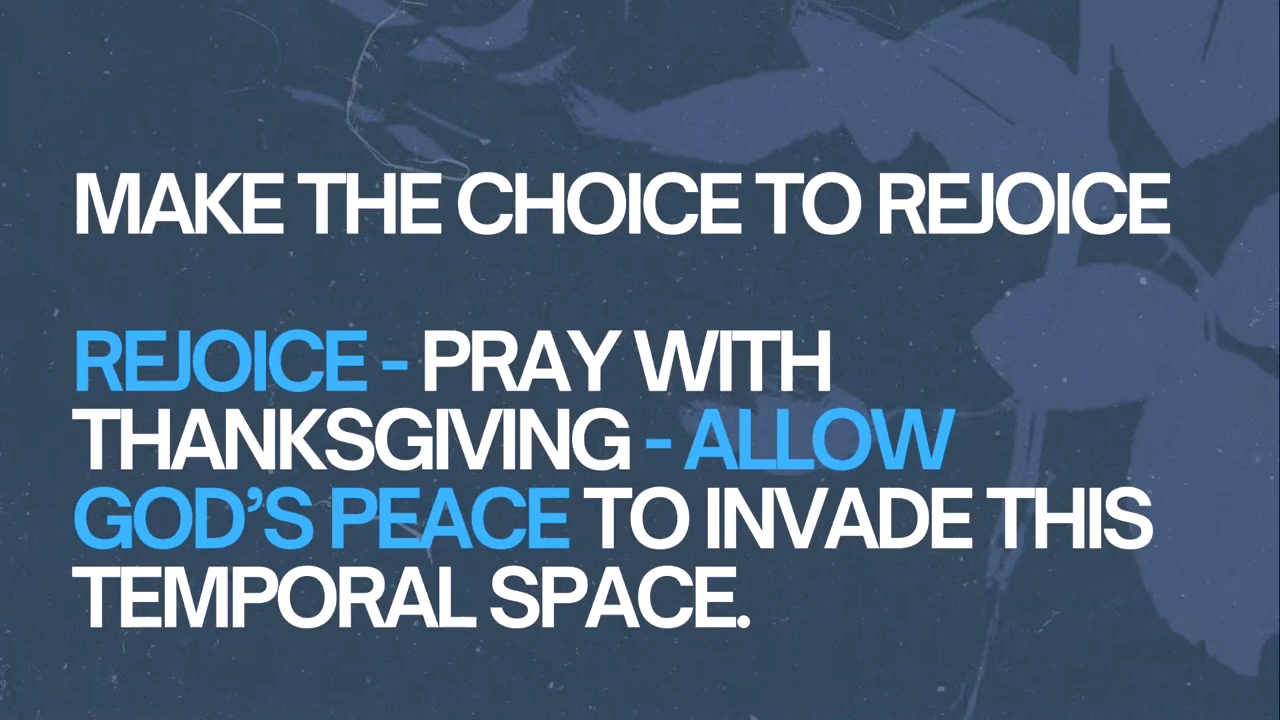 MAKE THE CHOICE TO REJOICE
REJOICE - PRAY WITH
THANKSGIVING - ALLOW
GOD’S PEACE TO INVADE THIS
TEMPORAL SPACE.